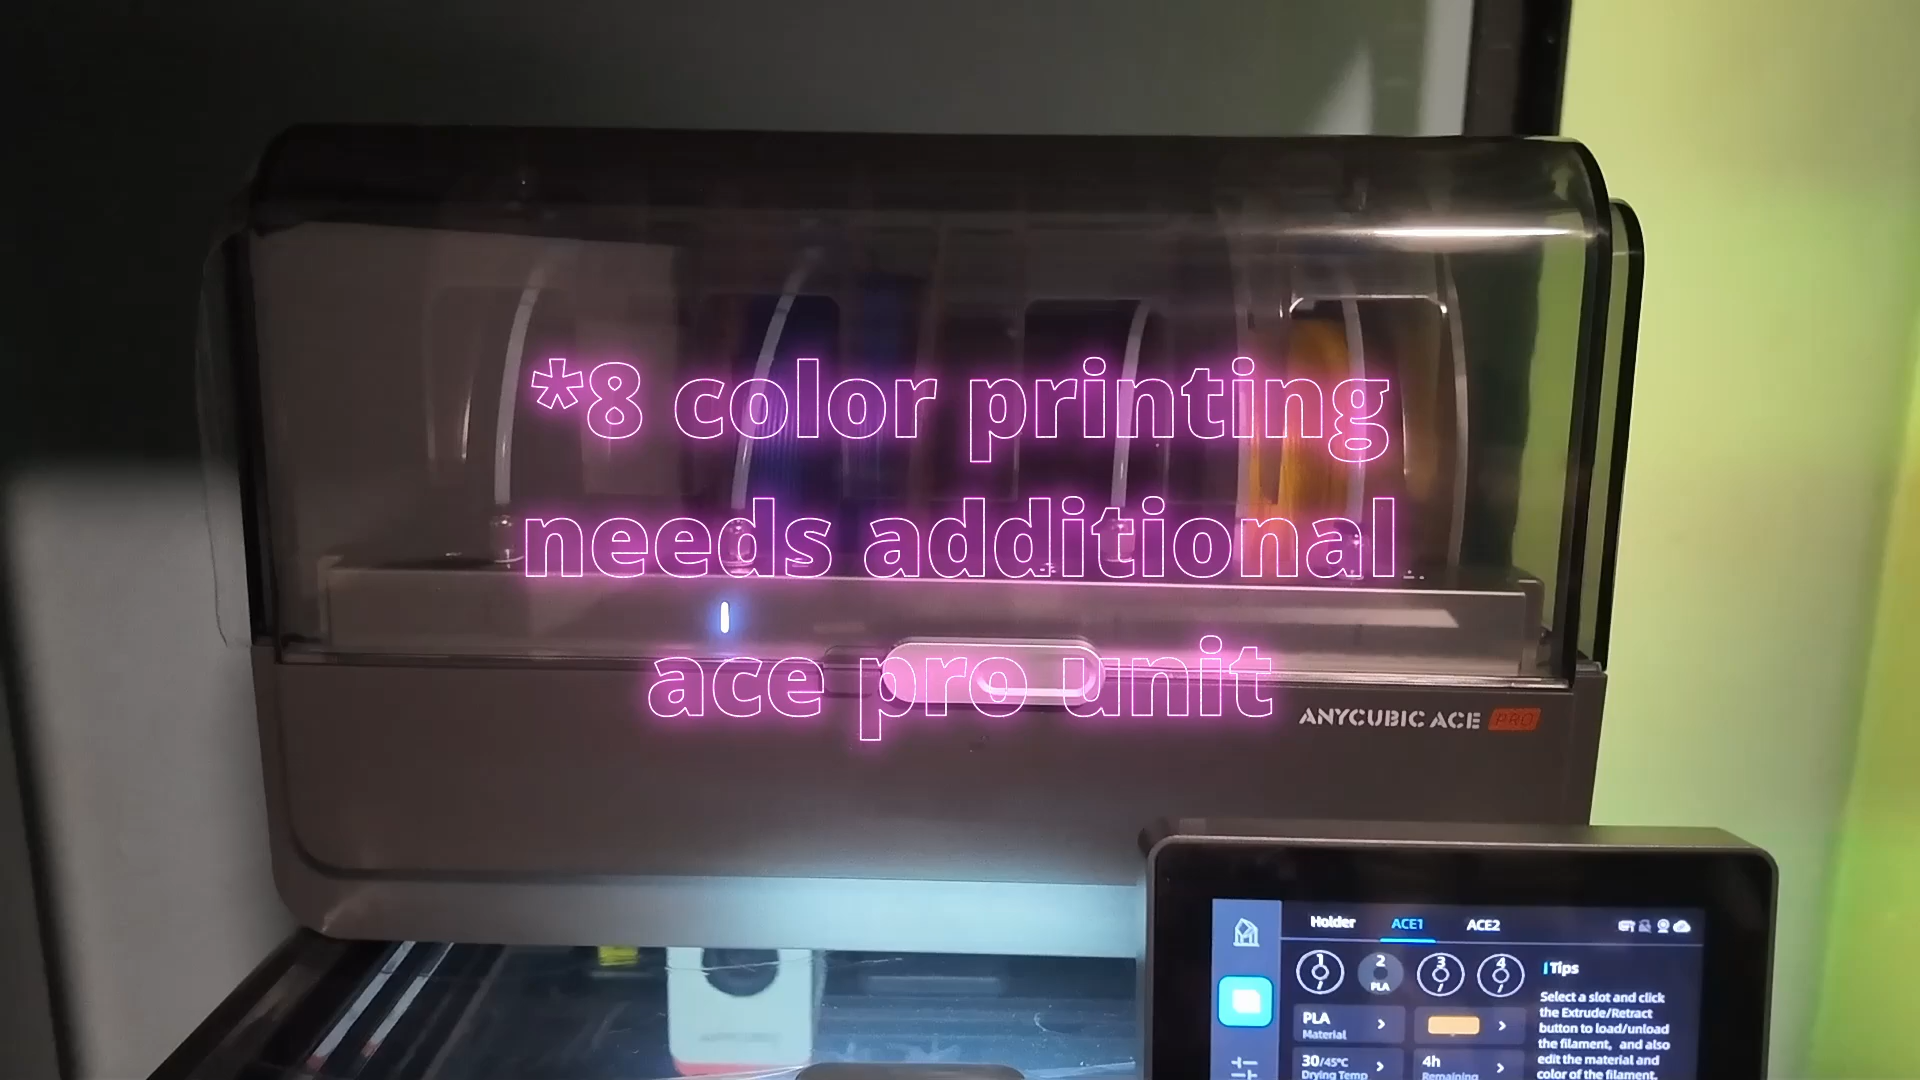 *8 color printing
needs additional
ace pro unit
ANYCUBIC ACE PRO
Holder ACE1 ACE2
1 2 3 4
PLA
Tips
Select a slot and click
the Extrude/Retract
button to load/unload
the filament, and also
edit the material and
color of the filament.
PLA >
Material
>
30/45°C >
Drying Temp
4h >
Remaining